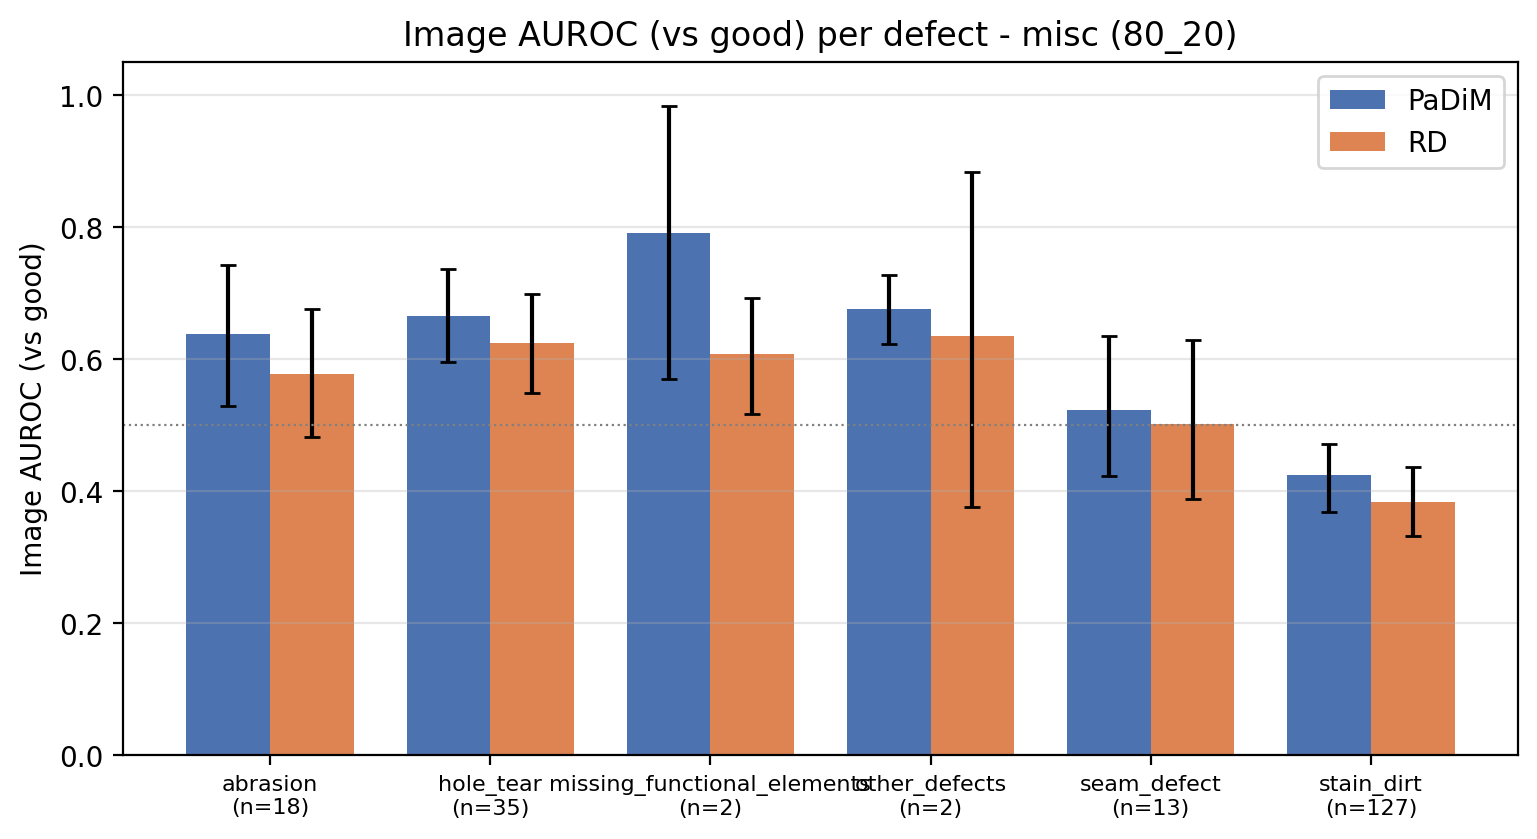 Image AUROC (vs good) per defect - misc (80_20)
PaDiM
RD
Image AUROC (vs good)
1.0
0.8
0.6
0.4
0.2
0.0
abrasion
(n=18)
hole_tear
(n=35)
missing_functional_elements
(n=2)
other_defects
(n=2)
seam_defect
(n=13)
stain_dirt
(n=127)